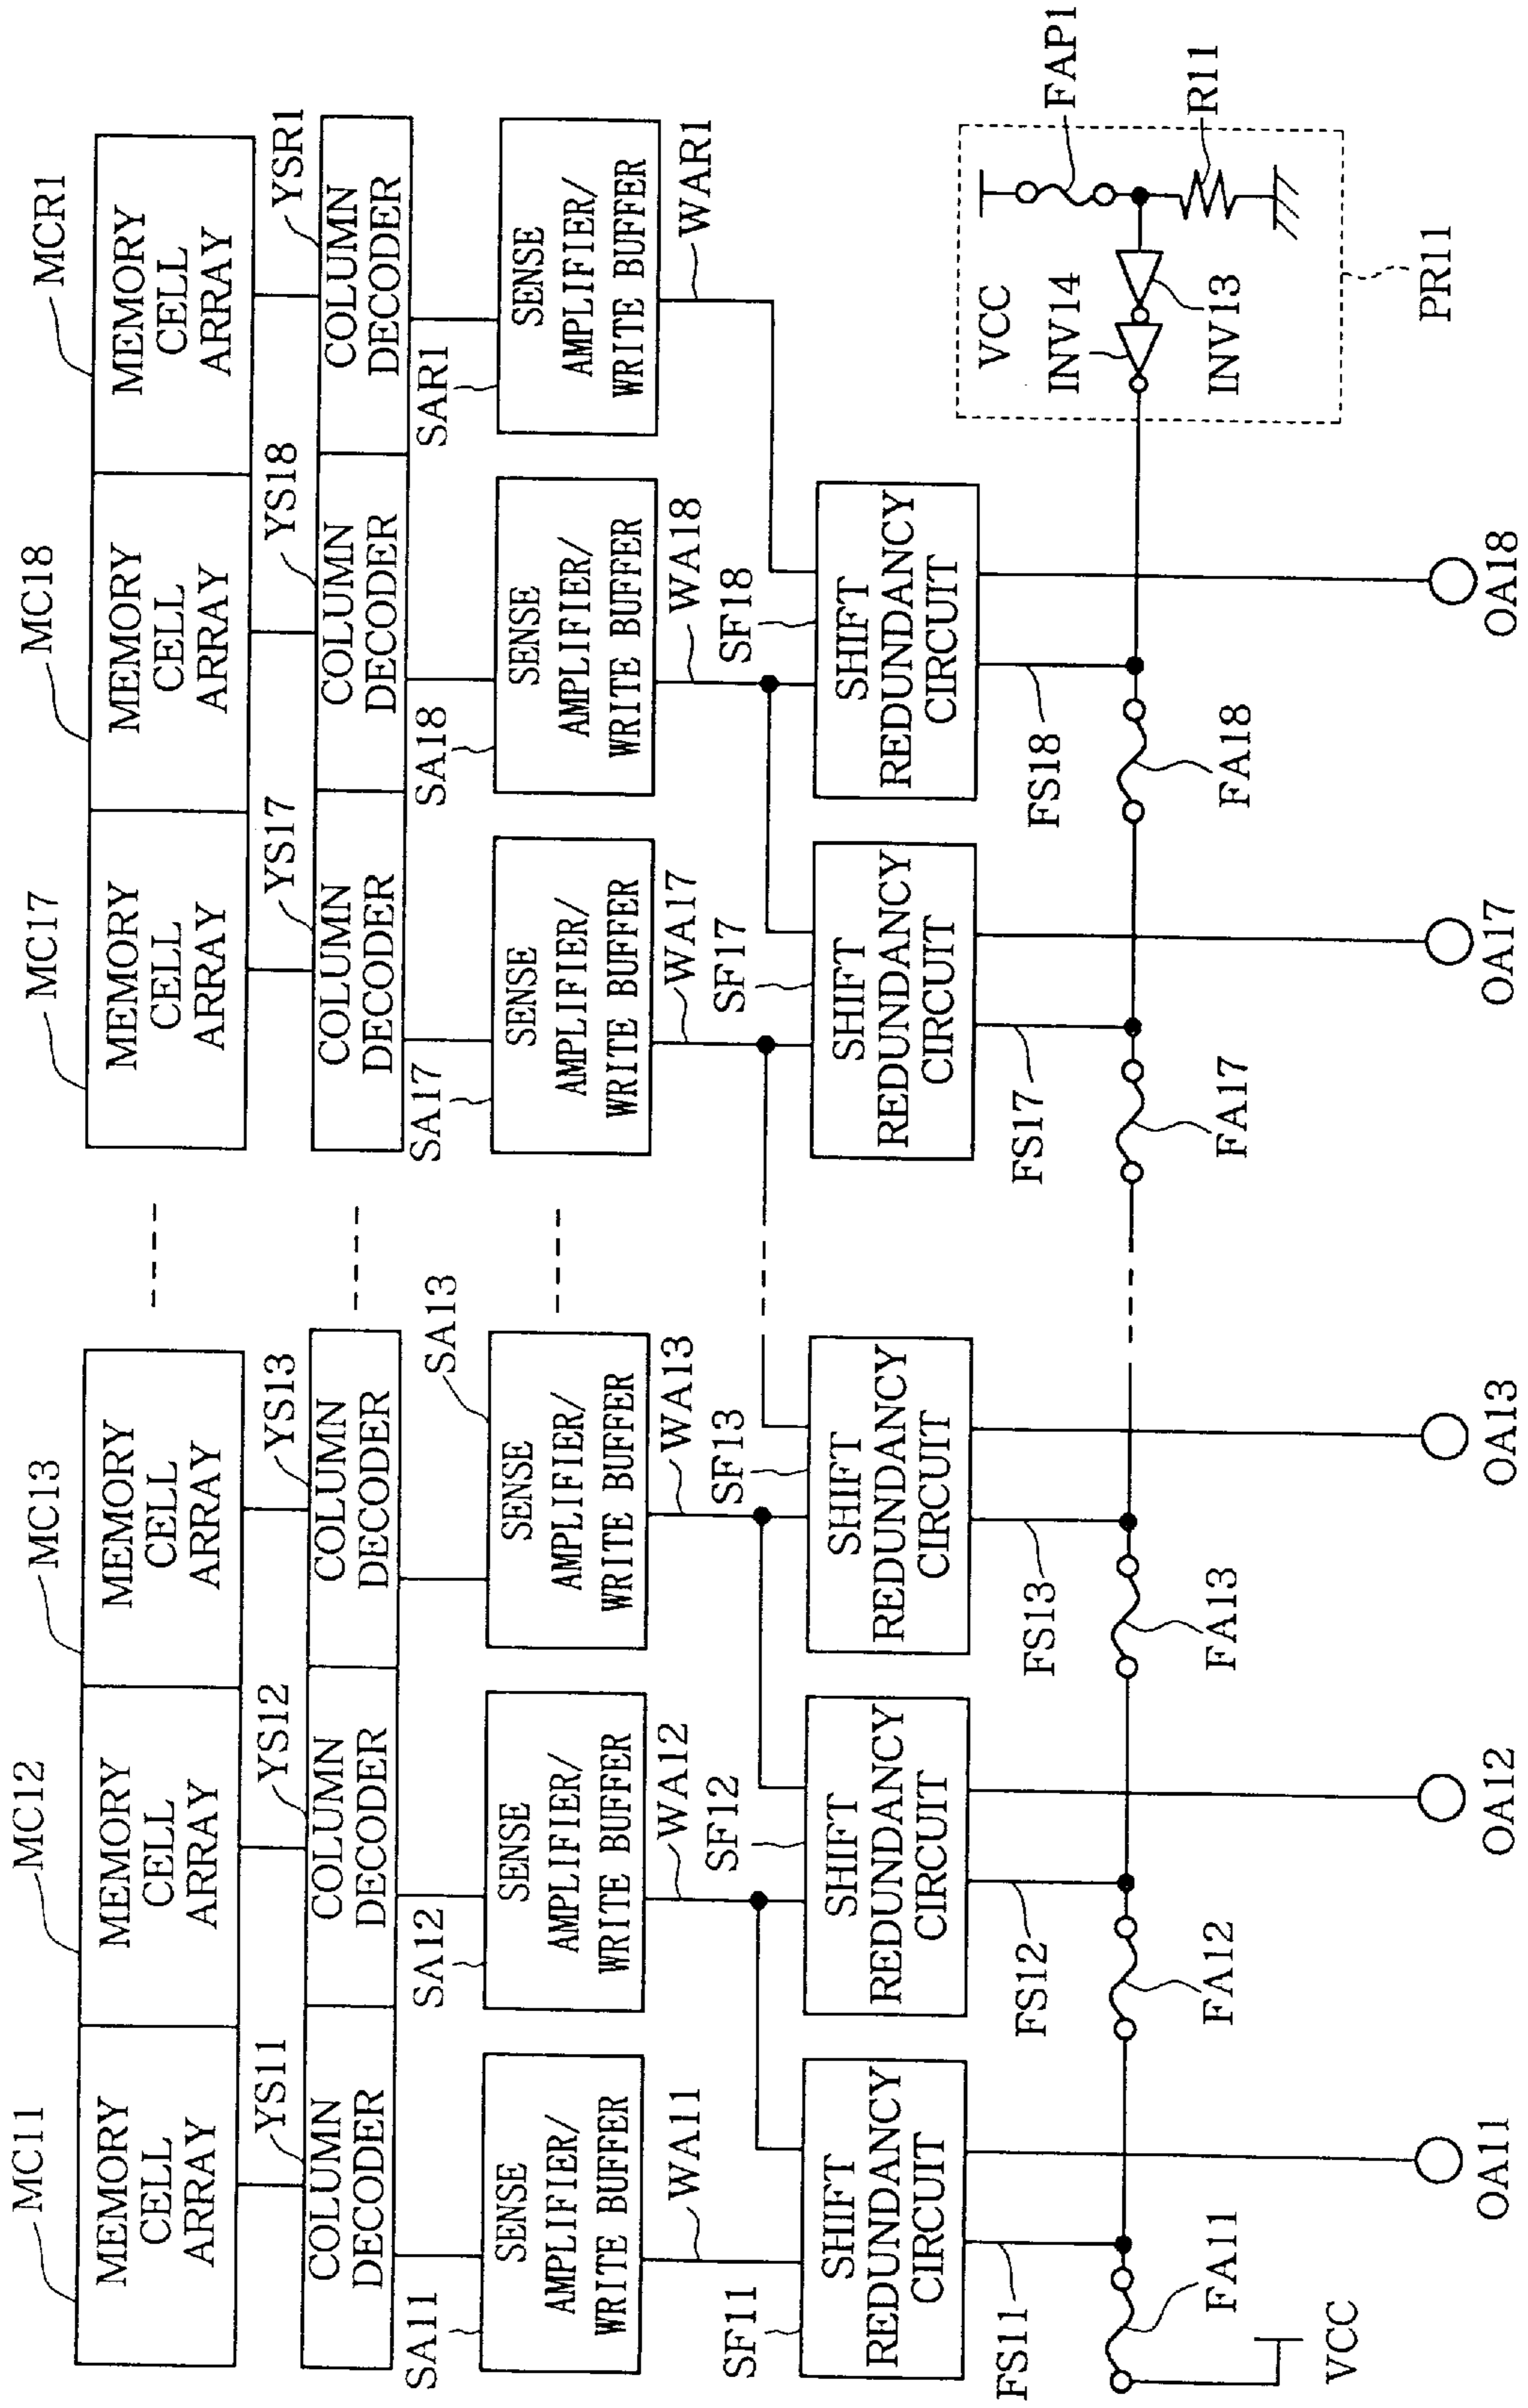 MC11
MC12
MC13
MC17
MC18
MCR1
MEMORY
CELL
ARRAY
MEMORY
CELL
ARRAY
MEMORY
CELL
ARRAY
MEMORY
CELL
ARRAY
MEMORY
CELL
ARRAY
MEMORY
CELL
ARRAY
YS11
YS12
YS13
YS17
YS18
YSR1
COLUMN
DECODER
COLUMN
DECODER
COLUMN
DECODER
COLUMN
DECODER
COLUMN
DECODER
COLUMN
DECODER
SA11
SA12
SA13
SA17
SA18
SAR1
SENSE
AMPLIFIER/
WRITE BUFFER
SENSE
AMPLIFIER/
WRITE BUFFER
SENSE
AMPLIFIER/
WRITE BUFFER
SENSE
AMPLIFIER/
WRITE BUFFER
SENSE
AMPLIFIER/
WRITE BUFFER
SENSE
AMPLIFIER/
WRITE BUFFER
WA11
WA12
WA13
WA17
WA18
WAR1
SF11
SF12
SF13
SF17
SF18
SHIFT
REDUNDANCY
CIRCUIT
SHIFT
REDUNDANCY
CIRCUIT
SHIFT
REDUNDANCY
CIRCUIT
SHIFT
REDUNDANCY
CIRCUIT
SHIFT
REDUNDANCY
CIRCUIT
FS11
FS12
FS13
FS17
FS18
VCC
FAP1
INV14
INV13
R11
PR11
FA11
FA12
FA13
FA17
FA18
VCC
OA11
OA12
OA13
OA17
OA18